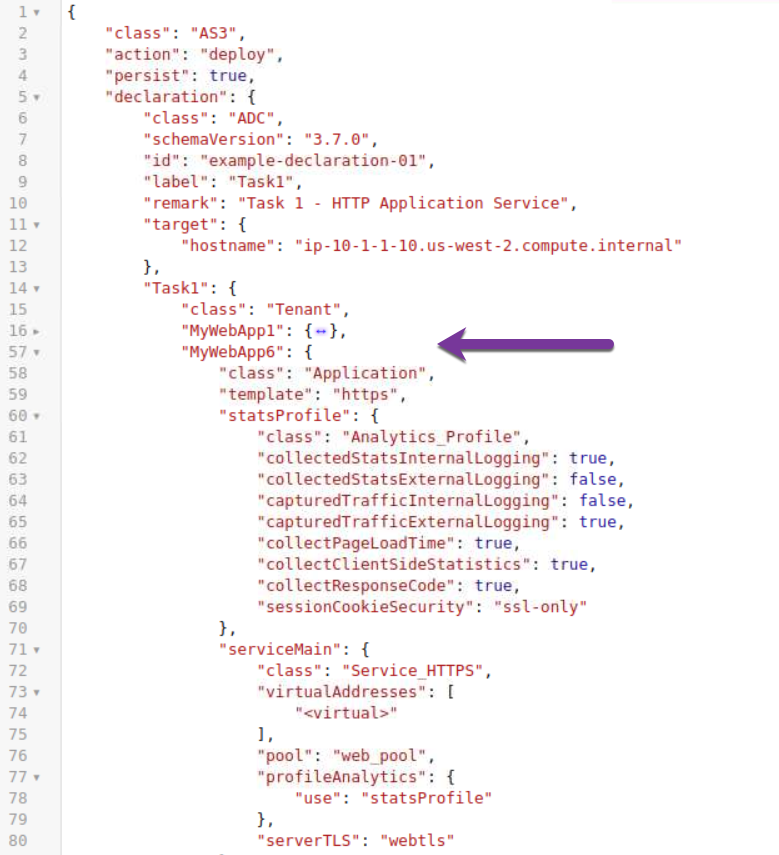 1 {
2 "class": "AS3",
3 "action": "deploy",
4 "persist": true,
5 "declaration": {
6 "class": "ADC",
7 "schemaVersion": "3.7.0",
8 "id": "example-declaration-01",
9 "label": "Task1",
10 "remark": "Task 1 - HTTP Application Service",
11 "target": {
12 "hostname": "ip-10-1-1-10.us-west-2.compute.internal"
13 },
14 "Task1": {
15 "class": "Tenant",
16 "MyWebApp1": {↔},
57 "MyWebApp6": {
58 "class": "Application",
59 "template": "https",
60 "statsProfile": {
61 "class": "Analytics_Profile",
62 "collectedStatsInternalLogging": true,
63 "collectedStatsExternalLogging": false,
64 "capturedTrafficInternalLogging": false,
65 "capturedTrafficExternalLogging": true,
66 "collectPageLoadTime": true,
67 "collectClientSideStatistics": true,
68 "collectResponseCode": true,
69 "sessionCookieSecurity": "ssl-only"
70 },
71 "serviceMain": {
72 "class": "Service_HTTPS",
73 "virtualAddresses": [
74 "<virtual>"
75 ],
76 "pool": "web_pool",
77 "profileAnalytics": {
78 "use": "statsProfile"
79 },
80 "serverTLS": "webtls"